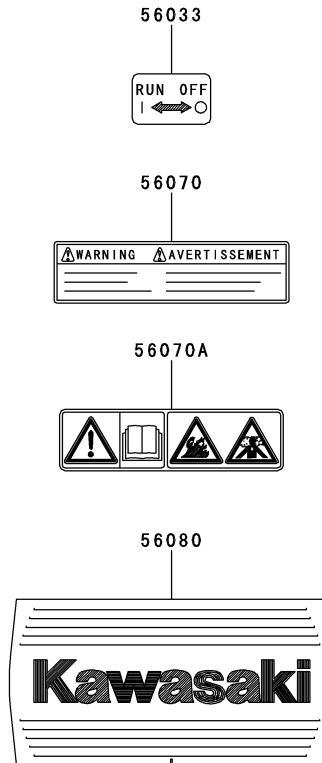 56033
RUN OFF
56070
WARNING AVERTISSEMENT
56070A
56080
Kawasaki